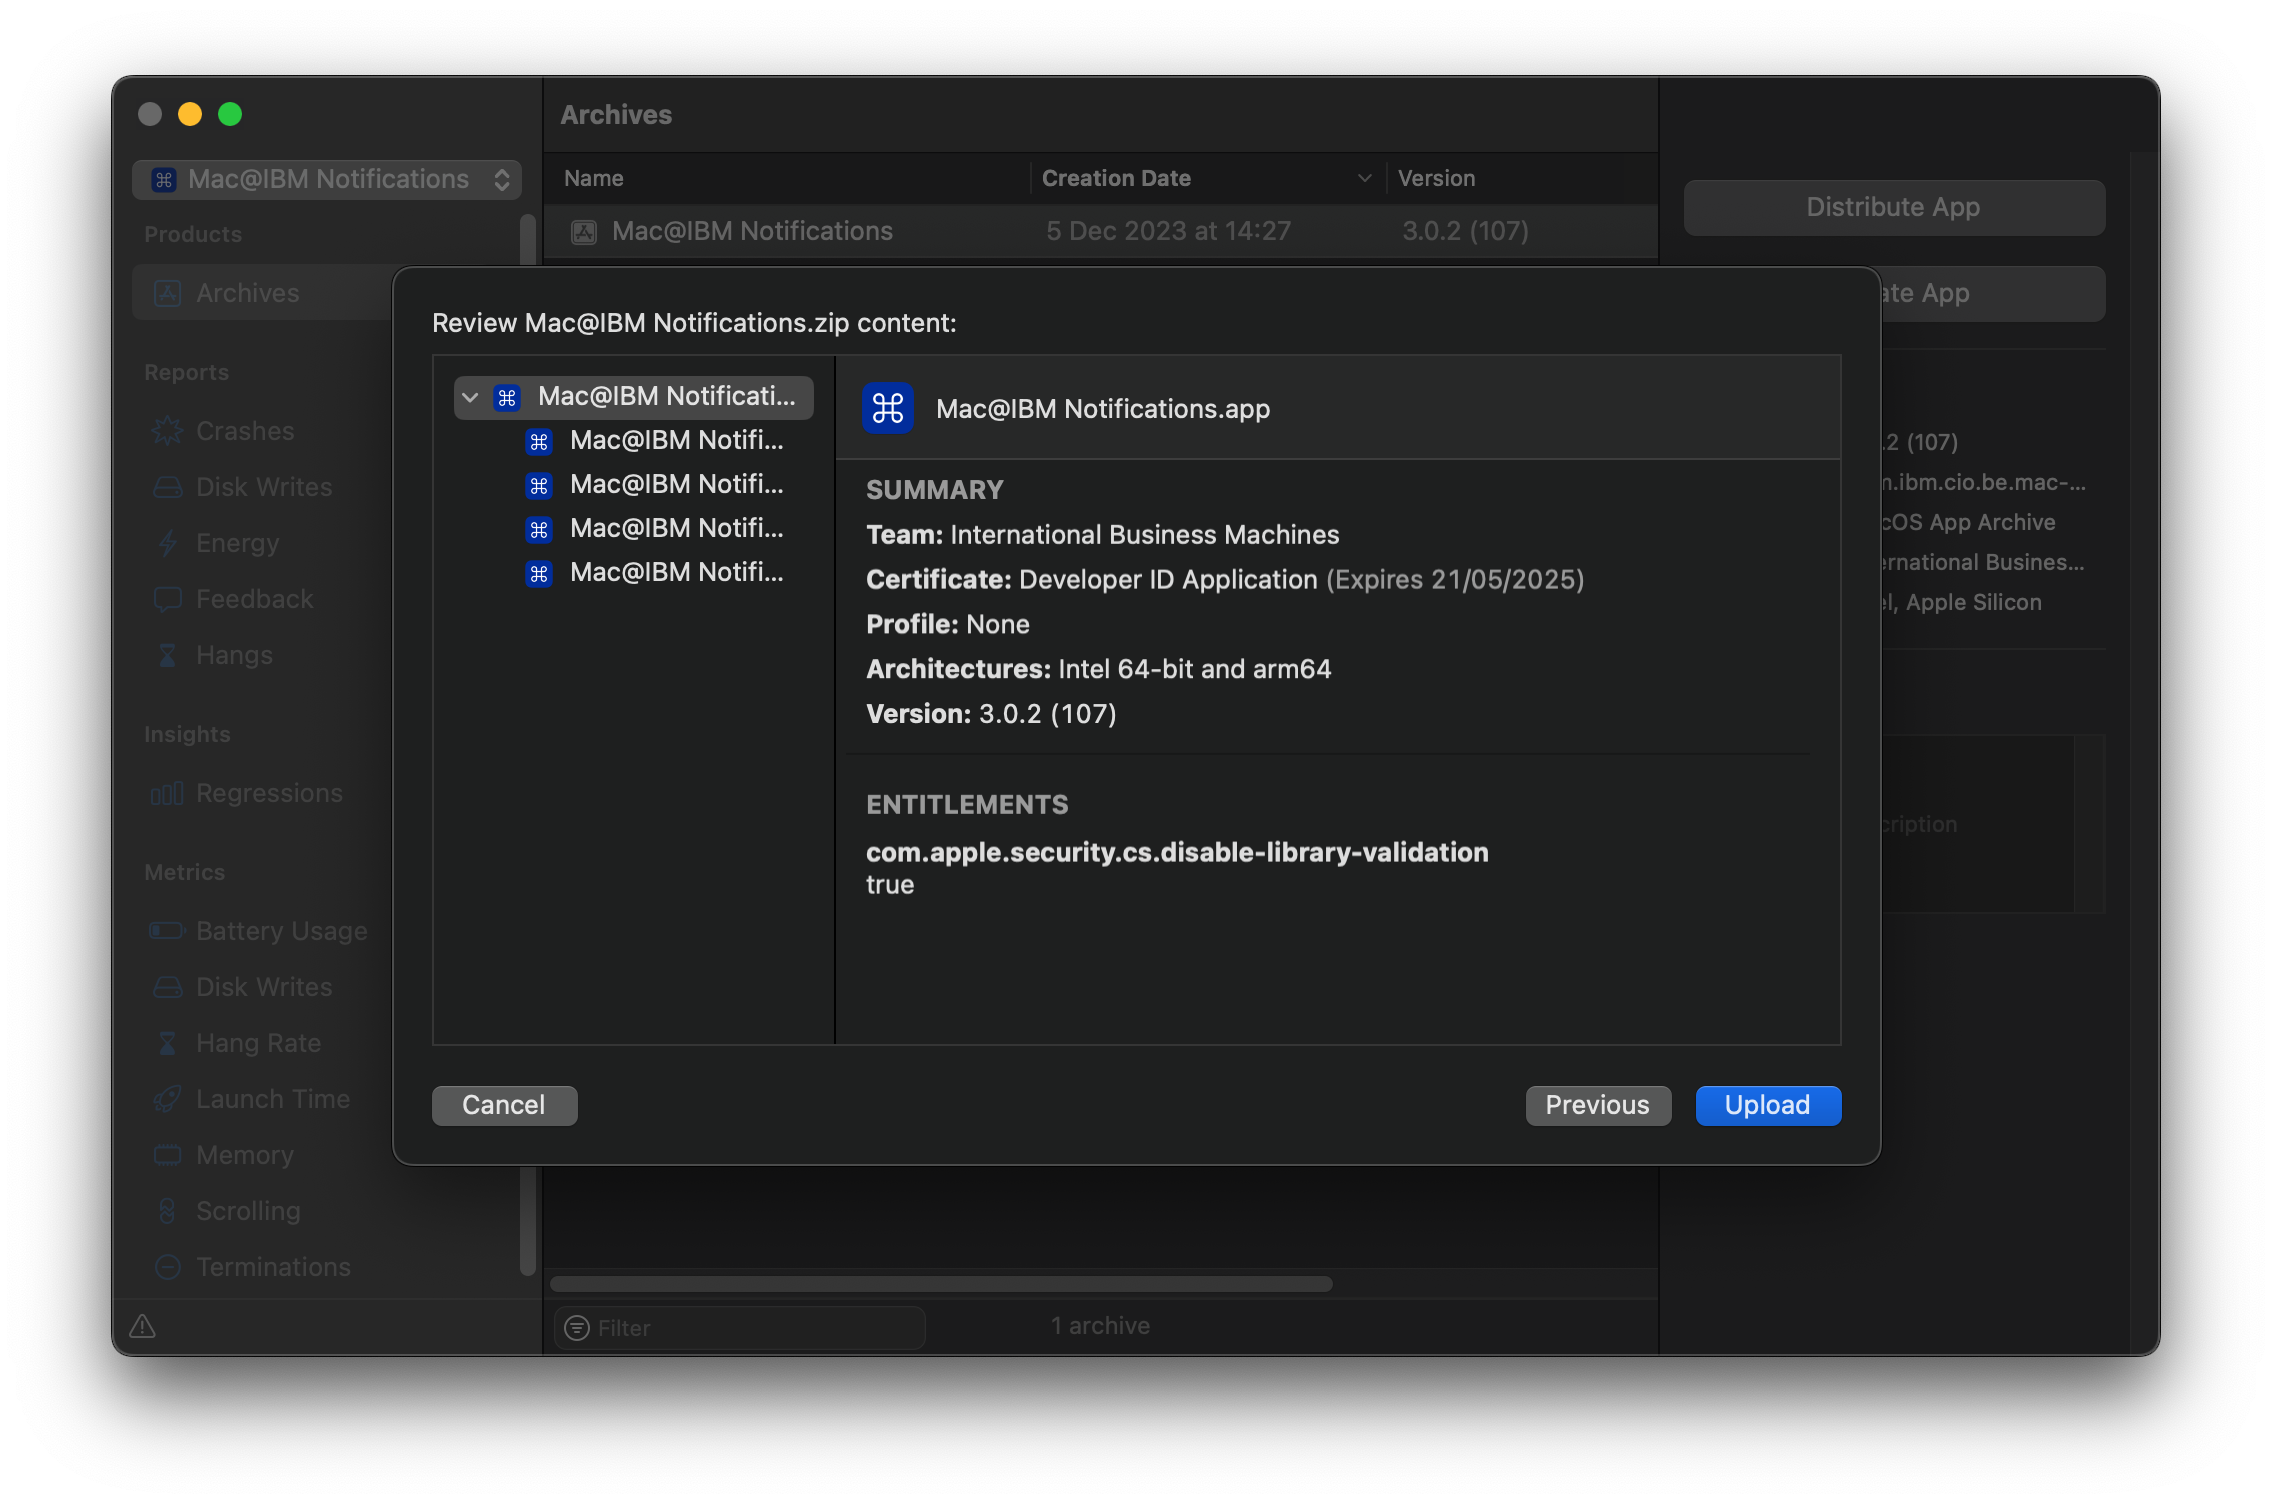 Archives
Mac@IBM Notifications
Name
Creation Date
Version
Mac@IBM Notifications
5 Dec 2023 at 14:27
3.0.2 (107)
Distribute App
ate App
Products
Archives
Reports
Crashes
Disk Writes
Energy
Feedback
Hangs
Insights
Regressions
Metrics
Battery Usage
Disk Writes
Hang Rate
Launch Time
Memory
Scrolling
Terminations
Review Mac@IBM Notifications.zip content:
Mac@IBM Notificati...
Mac@IBM Notifi...
Mac@IBM Notifi...
Mac@IBM Notifi...
Mac@IBM Notifi...
Mac@IBM Notifications.app
SUMMARY
Team: International Business Machines
Certificate: Developer ID Application (Expires 21/05/2025)
Profile: None
Architectures: Intel 64-bit and arm64
Version: 3.0.2 (107)
ENTITLEMENTS
com.apple.security.cs.disable-library-validation
true
Cancel
Previous
Upload
.2 (107)
m.ibm.cio.be.mac-...
cOS App Archive
ernational Busines...
el, Apple Silicon
cription
Filter
1 archive